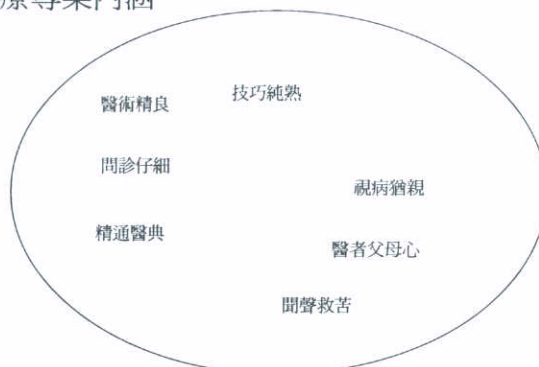 療專業內涵
醫術精良
技巧純熟
問診仔細
視病猶親
精通醫典
醫者父母心
聞聲救苦